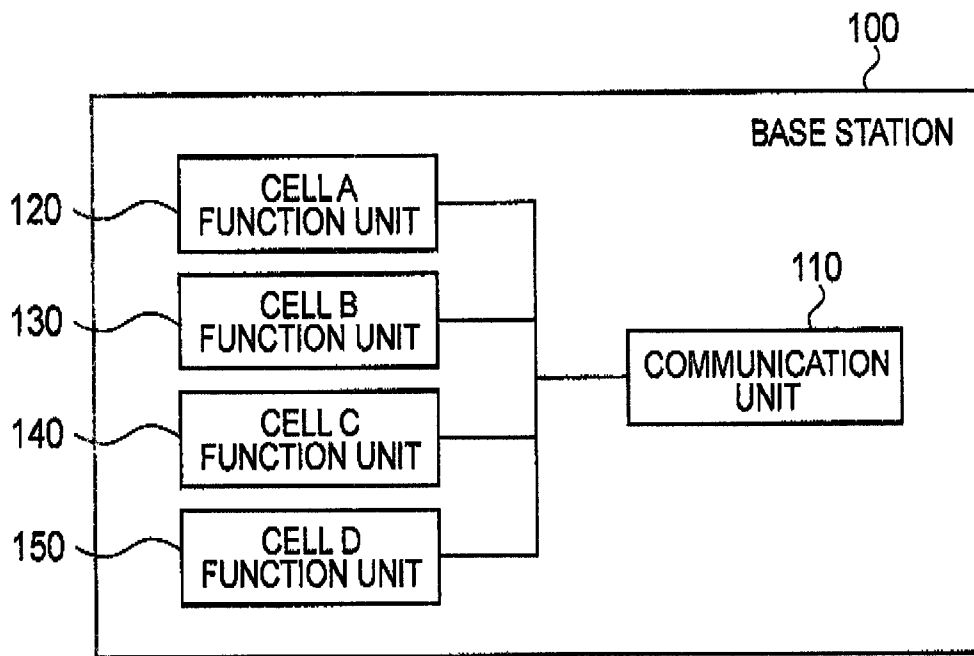 100
BASE STATION
120
CELL A
FUNCTION UNIT
130
CELL B
FUNCTION UNIT
110
COMMUNICATION
UNIT
140
CELL C
FUNCTION UNIT
150
CELL D
FUNCTION UNIT